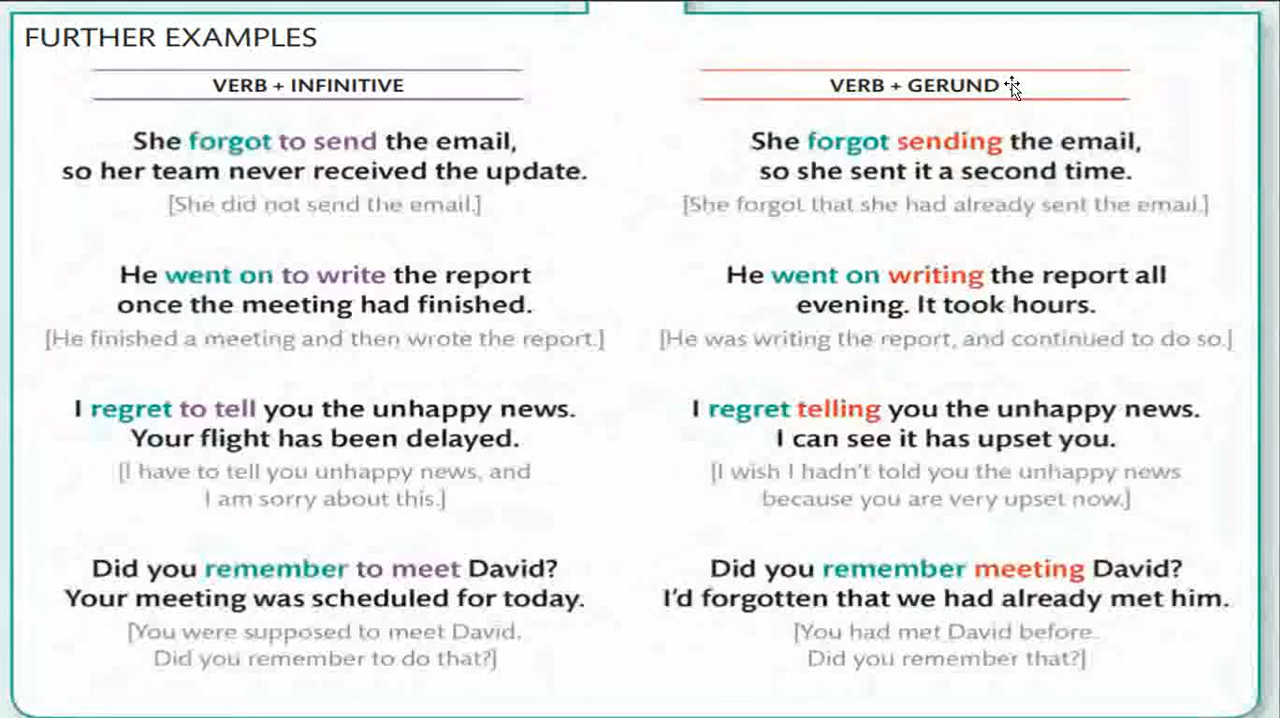 FURTHER EXAMPLES
VERB + INFINITIVE
She forgot to send the email,
so her team never received the update.
[She did not send the email.]
He went on to write the report
once the meeting had finished.
[He finished a meeting and then wrote the report.]
I regret to tell you the unhappy news.
Your flight has been delayed.
[I have to tell you unhappy news, and
I am sorry about this.]
Did you remember to meet David?
Your meeting was scheduled for today.
[You were supposed to meet David.
Did you remember to do that?]
VERB + GERUND
She forgot sending the email,
so she sent it a second time.
[She forgot that she had already sent the email.]
He went on writing the report all
evening. It took hours.
[He was writing the report, and continued to do so.]
I regret telling you the unhappy news.
I can see it has upset you.
[I wish I hadn't told you the unhappy news
because you are very upset now.]
Did you remember meeting David?
I'd forgotten that we had already met him.
[You had met David before.
Did you remember that?]